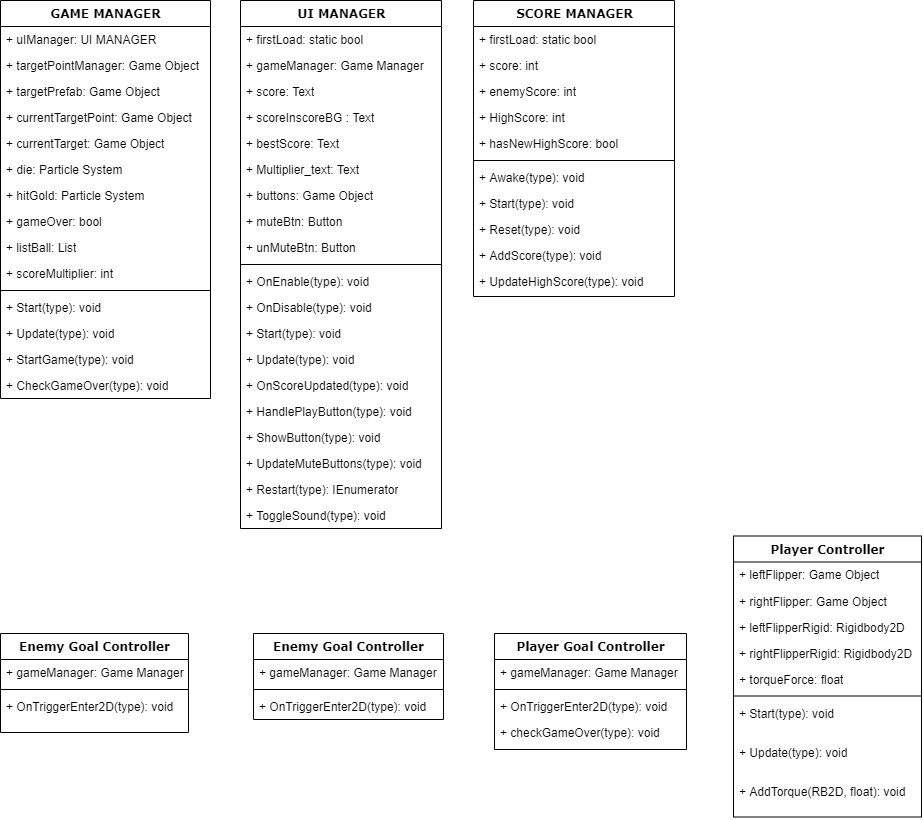 GAME MANAGER
+ uIManager: UI MANAGER
+ targetPointManager: Game Object
+ targetPrefab: Game Object
+ currentTargetPoint: Game Object
+ currentTarget: Game Object
+ die: Particle System
+ hitGold: Particle System
+ gameOver: bool
+ listBall: List
+ scoreMultiplier: int
+ Start(type): void
+ Update(type): void
+ StartGame(type): void
+ CheckGameOver(type): void
UI MANAGER
+ firstLoad: static bool
+ gameManager: Game Manager
+ score: Text
+ scoreInscoreBG : Text
+ bestScore: Text
+ Multiplier_text: Text
+ buttons: Game Object
+ muteBtn: Button
+ unMuteBtn: Button
+ OnEnable(type): void
+ OnDisable(type): void
+ Start(type): void
+ Update(type): void
+ OnScoreUpdated(type): void
+ HandlePlayButton(type): void
+ ShowButton(type): void
+ UpdateMuteButtons(type): void
+ Restart(type): IEnumerator
+ ToggleSound(type): void
SCORE MANAGER
+ firstLoad: static bool
+ score: int
+ enemyScore: int
+ HighScore: int
+ hasNewHighScore: bool
+ Awake(type): void
+ Start(type): void
+ Reset(type): void
+ AddScore(type): void
+ UpdateHighScore(type): void
Enemy Goal Controller
+ gameManager: Game Manager
+ OnTriggerEnter2D(type): void
Enemy Goal Controller
+ gameManager: Game Manager
+ OnTriggerEnter2D(type): void
Player Goal Controller
+ gameManager: Game Manager
+ OnTriggerEnter2D(type): void
+ checkGameOver(type): void
Player Controller
+ leftFlipper: Game Object
+ rightFlipper: Game Object
+ leftFlipperRigid: Rigidbody2D
+ rightFlipperRigid: Rigidbody2D
+ torqueForce: float
+ Start(type): void
+ Update(type): void
+ AddTorque(RB2D, float): void